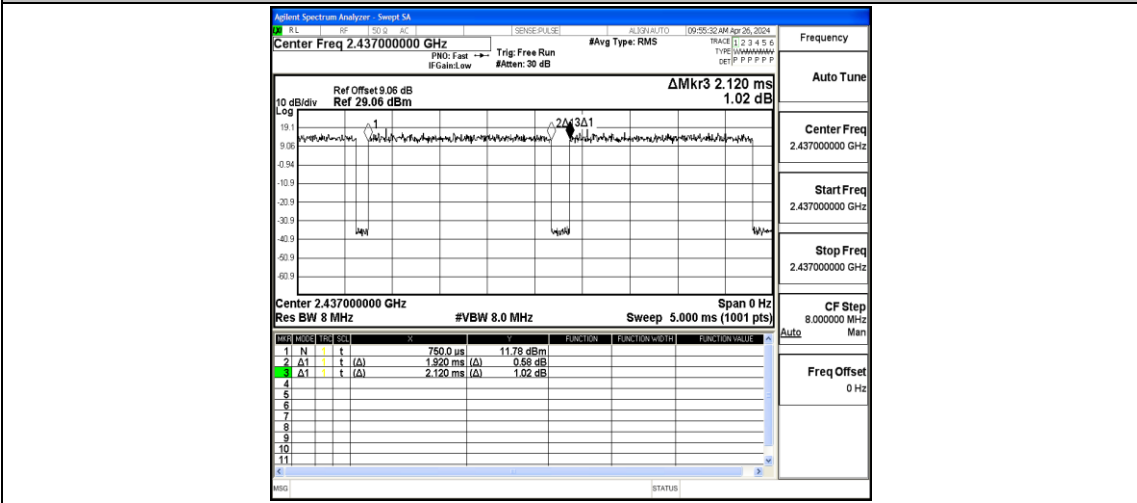 Agilent Spectrum Analyzer - Swept SA
RL RF 50 Ω AC SENSE:PULSE ALIGN AUTO 09:55:32 AM Apr 26, 2024
Center Freq 2.437000000 GHz #Avg Type: RMS TRACE 1 2 3 4 5 6
PNO: Fast Trig: Free Run TYPE
IFGain:Low #Atten: 30 dB DET P P P P P P
Frequency
Auto Tune
Center Freq
2.437000000 GHz
Start Freq
2.437000000 GHz
Stop Freq
2.437000000 GHz
CF Step
8.000000 MHz
Auto Man
Freq Offset
0 Hz
ΔMkr3 2.120 ms
Ref Offset 9.06 dB
10 dB/div Ref 29.06 dBm 1.02 dB
Log
1 3Δ1
19.1
9.06
-0.94
-10.9
-20.9
-30.9
-40.9
-50.9
-60.9
Center 2.437000000 GHz Span 0 Hz
Res BW 8 MHz #VBW 8.0 MHz Sweep 5.000 ms (1001 pts)
MKR MODE TRC SCL X Y FUNCTION FUNCTION WIDTH FUNCTION VALUE
1 N 1 t 750.0 us 11.78 dBm
2 Δ1 1 t (Δ) 1.920 ms (Δ) 0.58 dB
3 Δ1 1 t (Δ) 2.120 ms (Δ) 1.02 dB
4
5
6
7
8
9
10
11
MSG STATUS